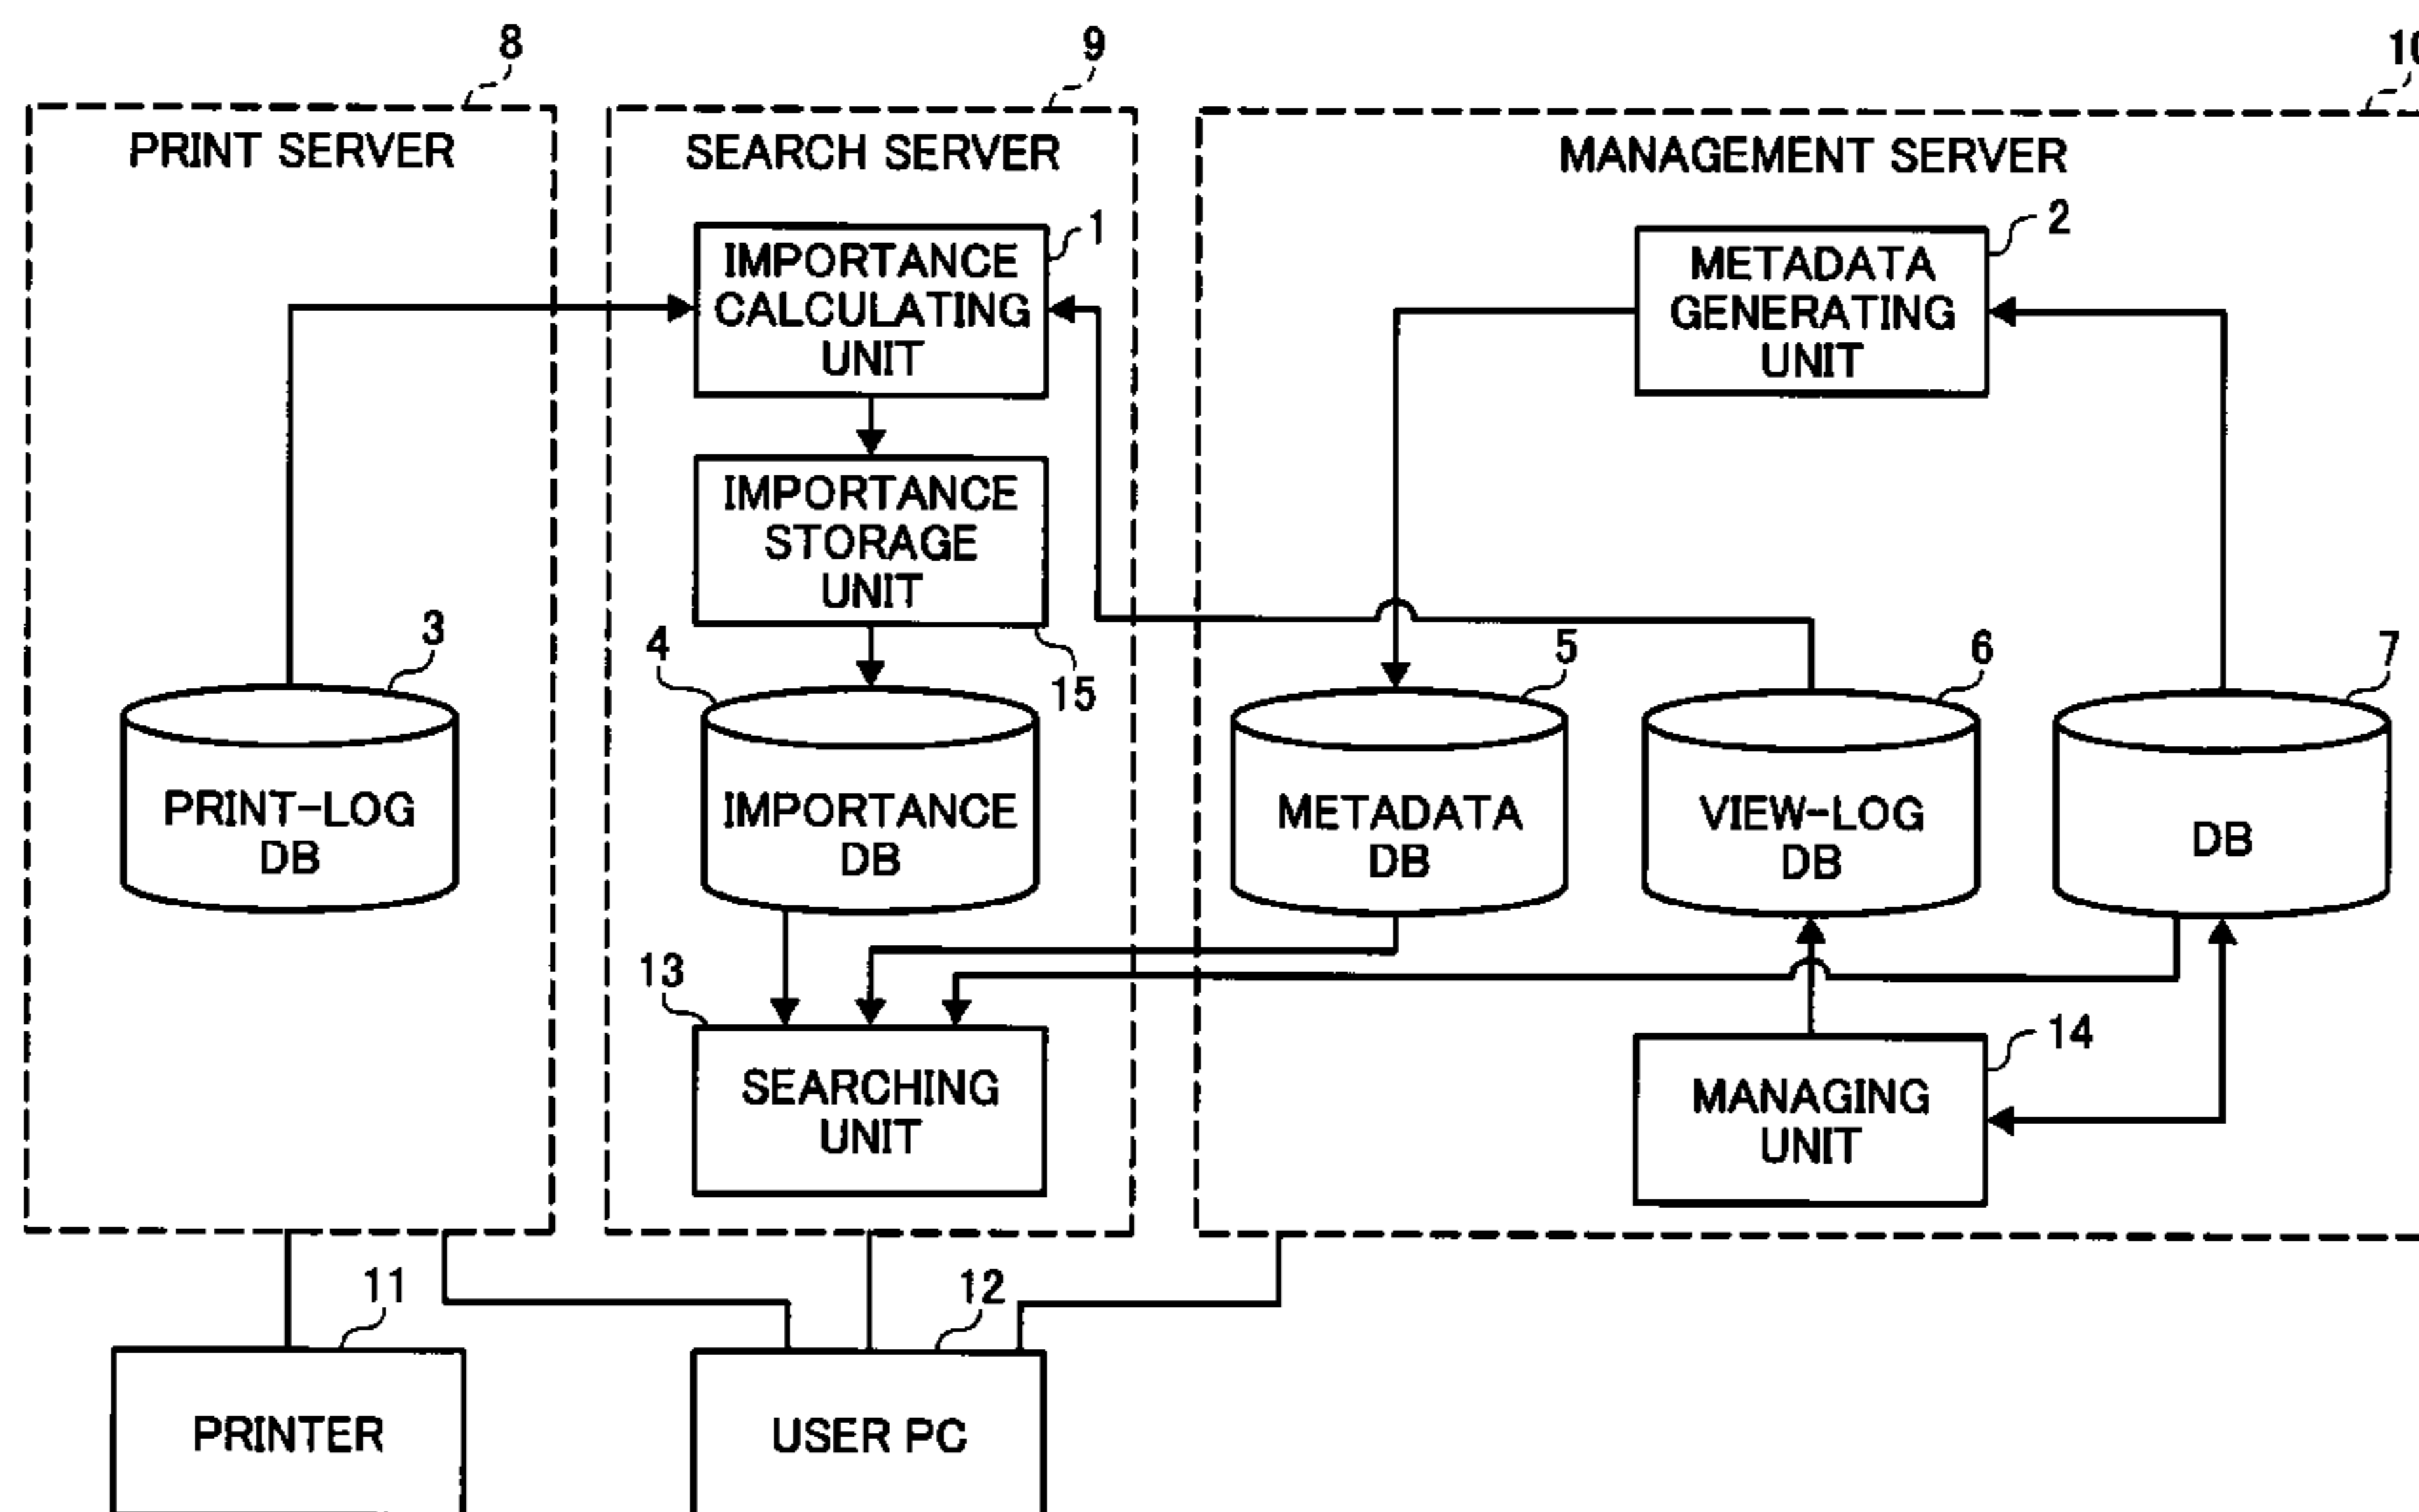 8
9
10
PRINT SERVER
SEARCH SERVER
MANAGEMENT SERVER
1
IMPORTANCE
CALCULATING
UNIT
2
METADATA
GENERATING
UNIT
IMPORTANCE
STORAGE
UNIT
15
3
PRINT-LOG
DB
4
IMPORTANCE
DB
5
METADATA
DB
6
VIEW-LOG
DB
7
DB
13
SEARCHING
UNIT
14
MANAGING
UNIT
11
PRINTER
12
USER PC